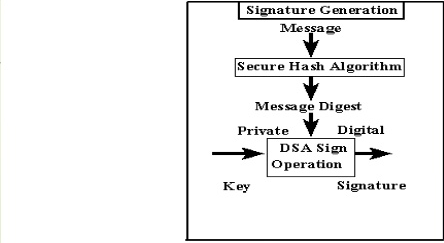 Signature Generation
Message
Secure Hash Algorithm
Message Digest
Private Digital
DSA Sign
Operation
Key Signature